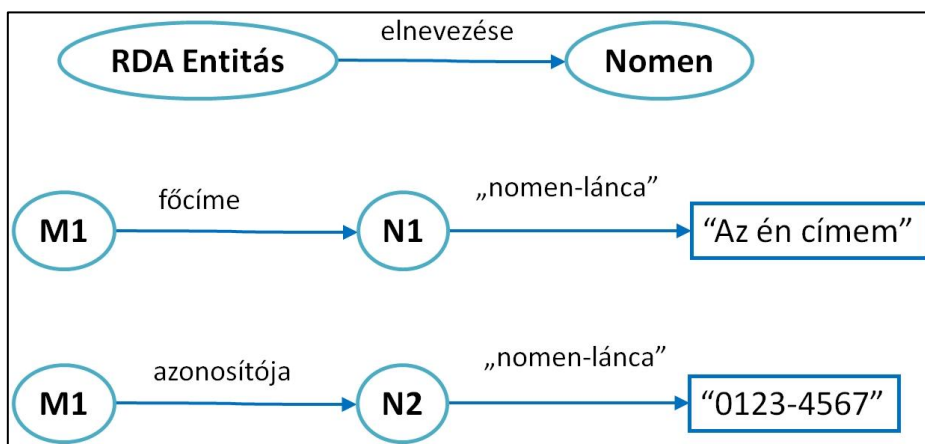 elnevezése
RDA Entitás Nomen
főcíme „nomen-lánca”
M1 N1 “Az én címem”
azonosítója „nomen-lánca”
M1 N2 “0123-4567”